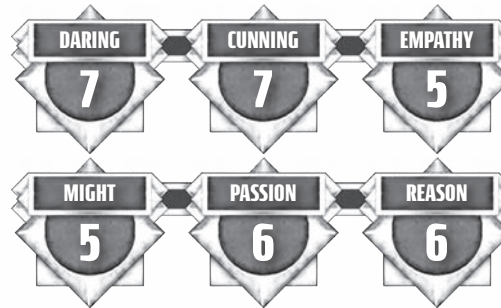 DARING CUNNING EMPATHY
7 7 5
MIGHT PASSION REASON
5 6 6